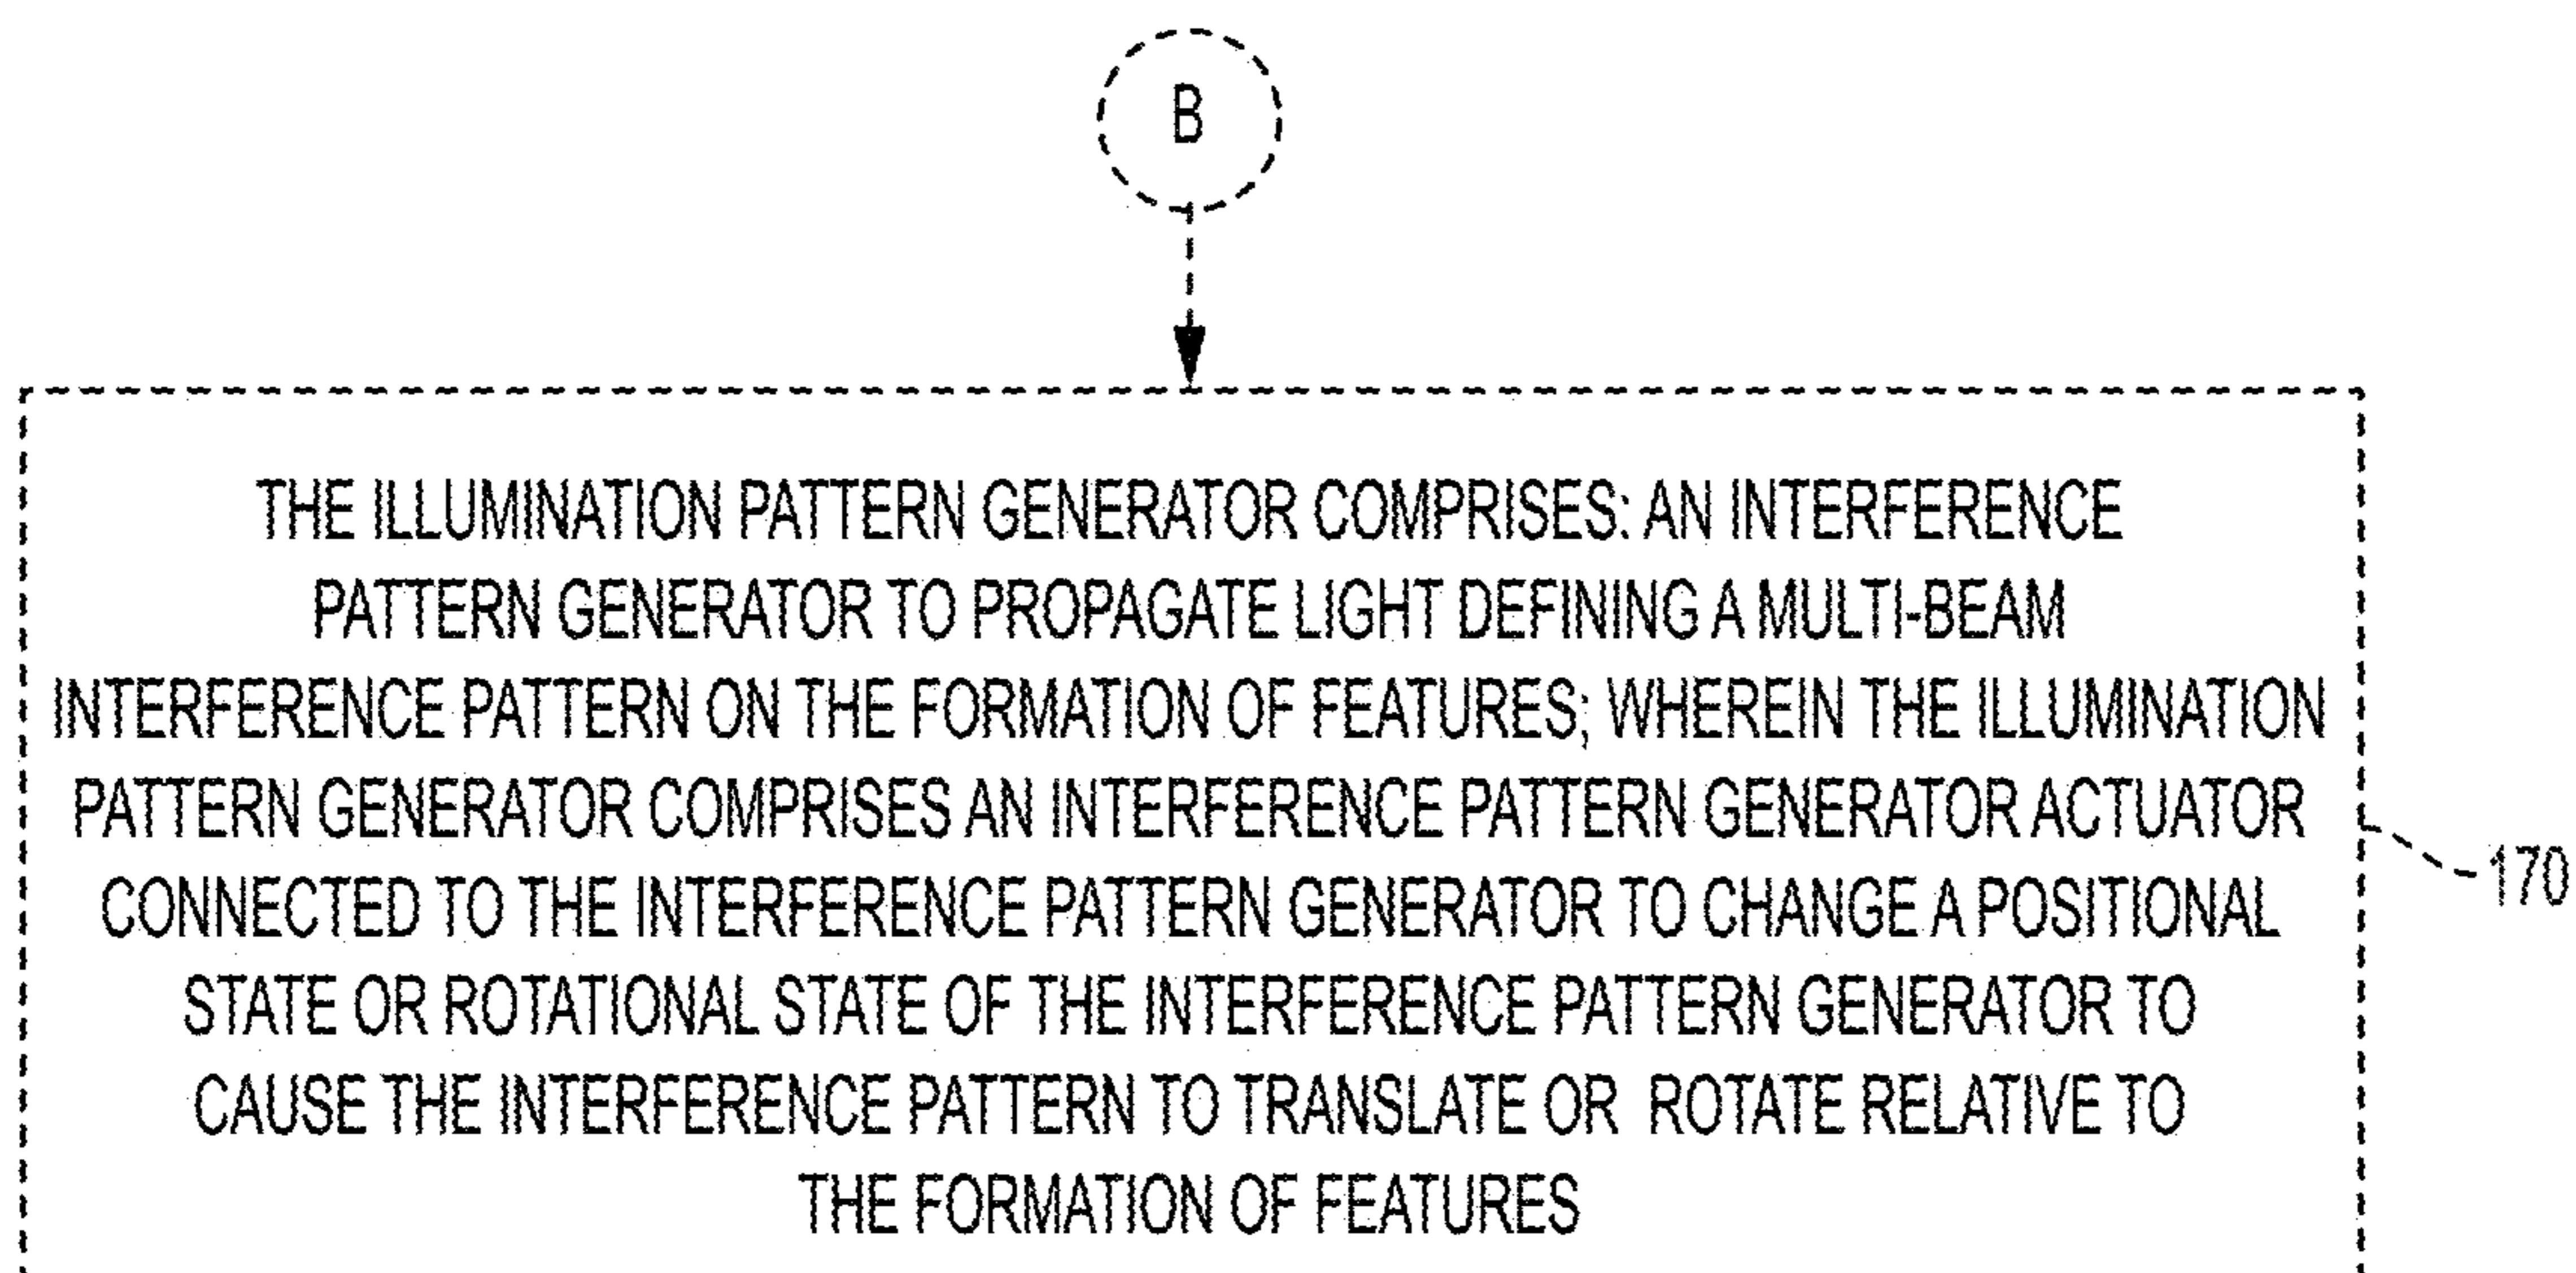 B
THE ILLUMINATION PATTERN GENERATOR COMPRISES: AN INTERFERENCE
PATTERN GENERATOR TO PROPAGATE LIGHT DEFINING A MULTI-BEAM
INTERFERENCE PATTERN ON THE FORMATION OF FEATURES; WHEREIN THE ILLUMINATION
PATTERN GENERATOR COMPRISES AN INTERFERENCE PATTERN GENERATOR ACTUATOR
CONNECTED TO THE INTERFERENCE PATTERN GENERATOR TO CHANGE A POSITIONAL
STATE OR ROTATIONAL STATE OF THE INTERFERENCE PATTERN GENERATOR TO
CAUSE THE INTERFERENCE PATTERN TO TRANSLATE OR ROTATE RELATIVE TO
THE FORMATION OF FEATURES
170